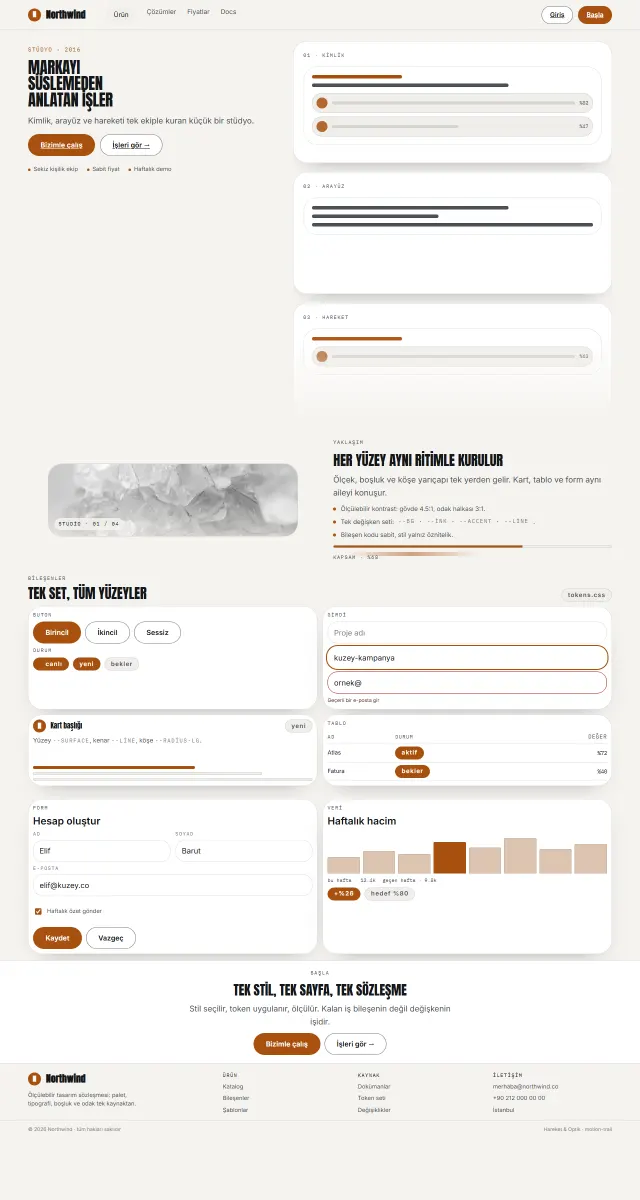 Northwind
Ürün
Çözümler
Fiyatlar
Docs
Giriş
Başla
STÜDYO · 2016
MARKAYI
SÜSLEMEDEN
ANLATAN İŞLER
Kimlik, arayüz ve hareketi tek ekiple kuran küçük bir stüdyo.
Bizimle çalış
İşleri gör →
Sekiz kişilik ekip
Sabit fiyat
Haftalık demo
01 · KİMLİK
%47
02 · ARAYÜZ
03 · HAREKET
STUDIO · 01 / 04
YAKLAŞIM
HER YÜZEY AYNI RİTİMLE KURULUR
Ölçek, boşluk ve köşe yarıçapı tek yerden gelir. Kart, tablo ve form aynı
aileyi konuşur.
Ölçülebilir kontrast: gövde 4.5:1, odak halkası 3:1.
Tek değişken seti: --BG · --INK · --ACCENT · --LINE .
Bileşen kodu sabit, stil yalnız öznitelik.
KAPSAM · %68
BİLEŞENLER
TEK SET, TÜM YÜZEYLER
tokens.css
BUTON
Birincil
İkincil
Sessiz
DURUM
canlı
yeni
bekler
GİRDİ
Proje adı
kuzey-kampanya
ornek@
Geçerli bir e-posta gir
Kart başlığı
yeni
Yüzey --SURFACE, kenar --LINE, köşe --RADIUS-LG.
TABLO
AD
DURUM
DEĞER
Atlas
aktif
%72
Fatura
bekler
%40
FORM
Hesap oluştur
AD
SOYAD
Elif
Barut
E-POSTA
elif@kuzey.co
Haftalık özet gönder
Kaydet
Vazgeç
VERİ
Haftalık hacim
bu hafta · 12.4k geçen hafta · 9.8k
+%26
hedef %80
BAŞLA
TEK STİL, TEK SAYFA, TEK SÖZLEŞME
Stil seçilir, token uygulanır, ölçülür. Kalan iş bileşenin değil değişkenin
işidir.
Bizimle çalış
İşleri gör →
Northwind
Ölçülebilir tasarım sözleşmesi: palet,
tipografi, boşluk ve odak tek kaynaktan.
ÜRÜN
Katalog
Bileşenler
Şablonlar
KAYNAK
Dokümanlar
Token seti
Değişiklikler
İLETİŞİM
merhaba@northwind.co
+90 212 000 00 00
İstanbul
© 2026 Northwind · tüm hakları saklıdır
Hareket & Optik · motion-mail